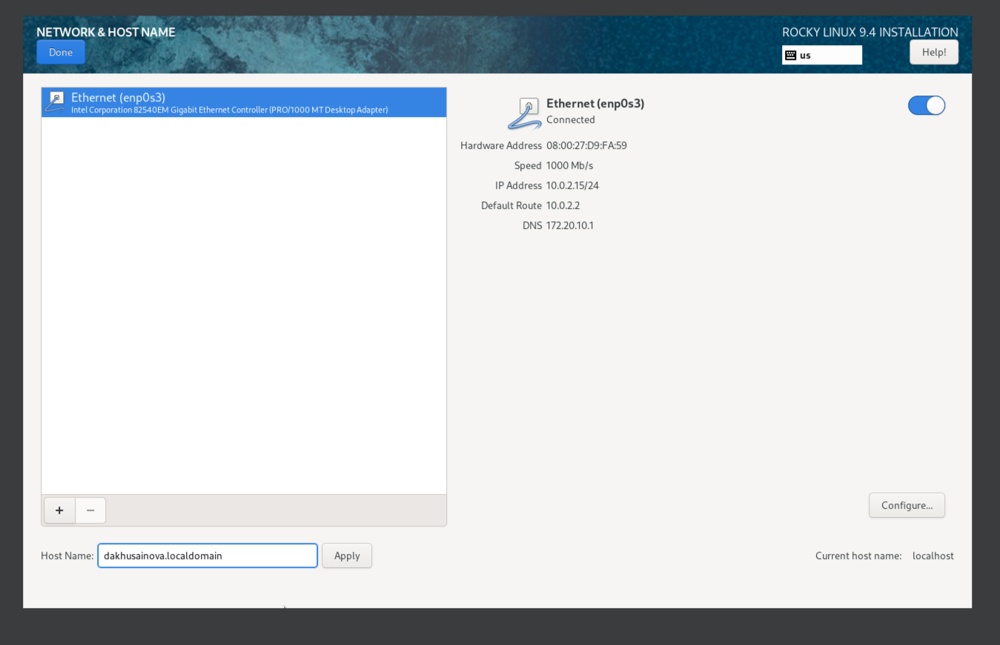 NETWORK & HOST NAME
ROCKY LINUX 9.4 INSTALLATION
Done
us
Help!
Ethernet (enp0s3)
Intel Corporation 82540EM Gigabit Ethernet Controller (PRO/1000 MT Desktop Adapter)
Ethernet (enp0s3)
Connected
Hardware Address 08:00:27:D9:FA:59
Speed 1000 Mb/s
IP Address 10.0.2.15/24
Default Route 10.0.2.2
DNS 172.20.10.1
+ −
Configure...
Host Name: dakhusainova.localdomain Apply
Current host name: localhost